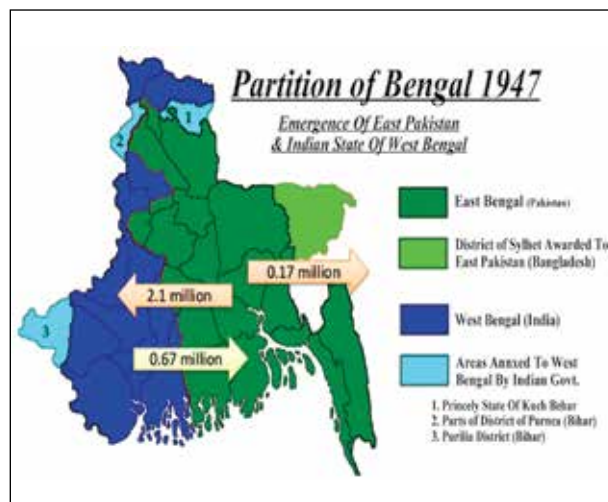 Partition of Bengal 1947
Emergence Of East Pakistan
& Indian State Of West Bengal
1
2
East Bengal (Pakistan)
District of Sylhet Awarded To
East Pakistan (Bangladesh)
0.17 million
2.1 million
West Bengal (India)
3
0.67 million
Areas Annxed To West
Bengal By Indian Govt.
1. Princely State Of Kuch Behar
2. Parts of District of Purnea (Bihar)
3. Purilia District (Bihar)